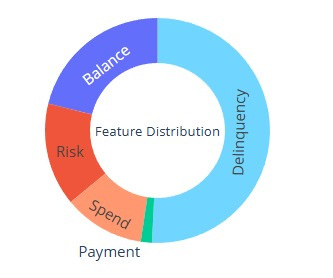 Balance
Delinquency
Feature Distribution
Risk
Spend
Payment